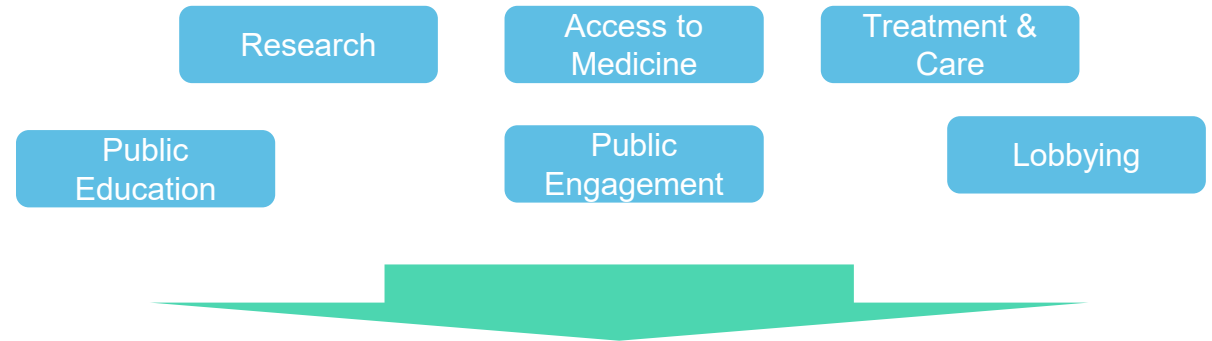 Research
Access to
Medicine
Treatment &
Care
Public
Education
Public
Engagement
Lobbying